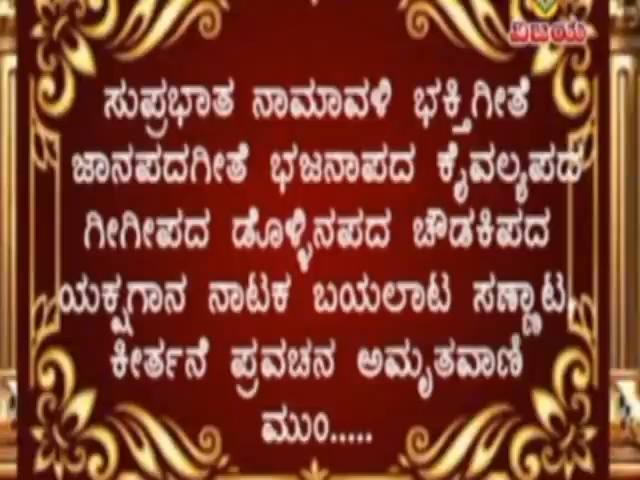 ವಿಜಯ
ಸುಪ್ರಭಾತ ನಾಮಾವಳಿ ಭಕ್ತಿಗೀತೆ
ಜಾನಪದಗೀತೆ ಭಜನಾಪದ ಕೈವಲ್ಯಪದ
ಗೀಗೀಪದ ಡೊಳ್ಳಿನಪದ ಚೌಡಕಿಪದ
ಯಕ್ಷಗಾನ ನಾಟಕ ಬಯಲಾಟ ಸಣ್ಣಾಟ.
ಕೀರ್ತನೆ ಪ್ರವಚನ ಅಮೃತವಾಣಿ
ಮುಂ.....